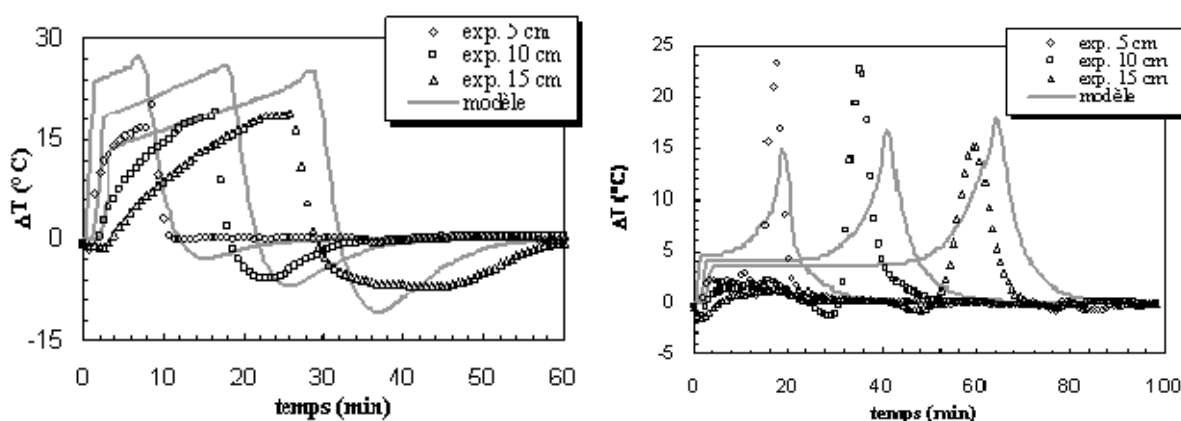 30
15
0
-15
ΔT (°C)
0 10 20 30 40 50 60
temps (min)
exp. 5 cm
exp. 10 cm
exp. 15 cm
modèle
25
20
15
10
5
0
-5
ΔT (°C)
0 20 40 60 80 100
temps (min)
exp. 5 cm
exp. 10 cm
exp. 15 cm
modèle